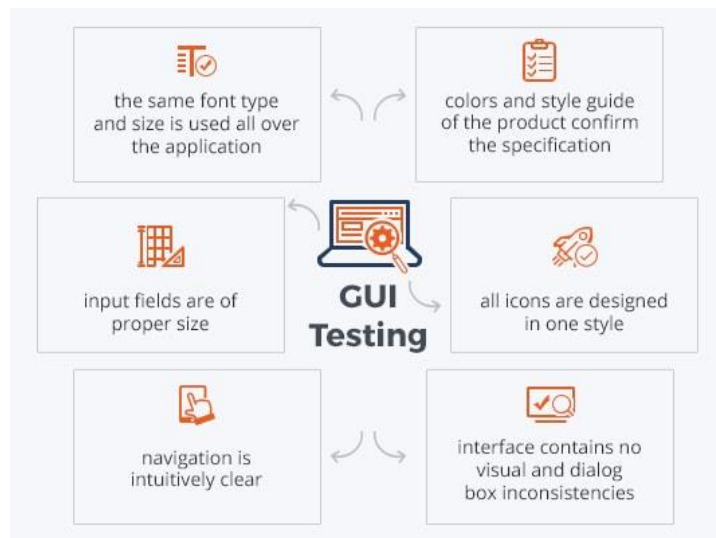 the same font type
and size is used all over
the application
colors and style guide
of the product confirm
the specification
input fields are of
proper size
GUI
Testing
all icons are designed
in one style
navigation is
intuitively clear
interface contains no
visual and dialog
box inconsistencies